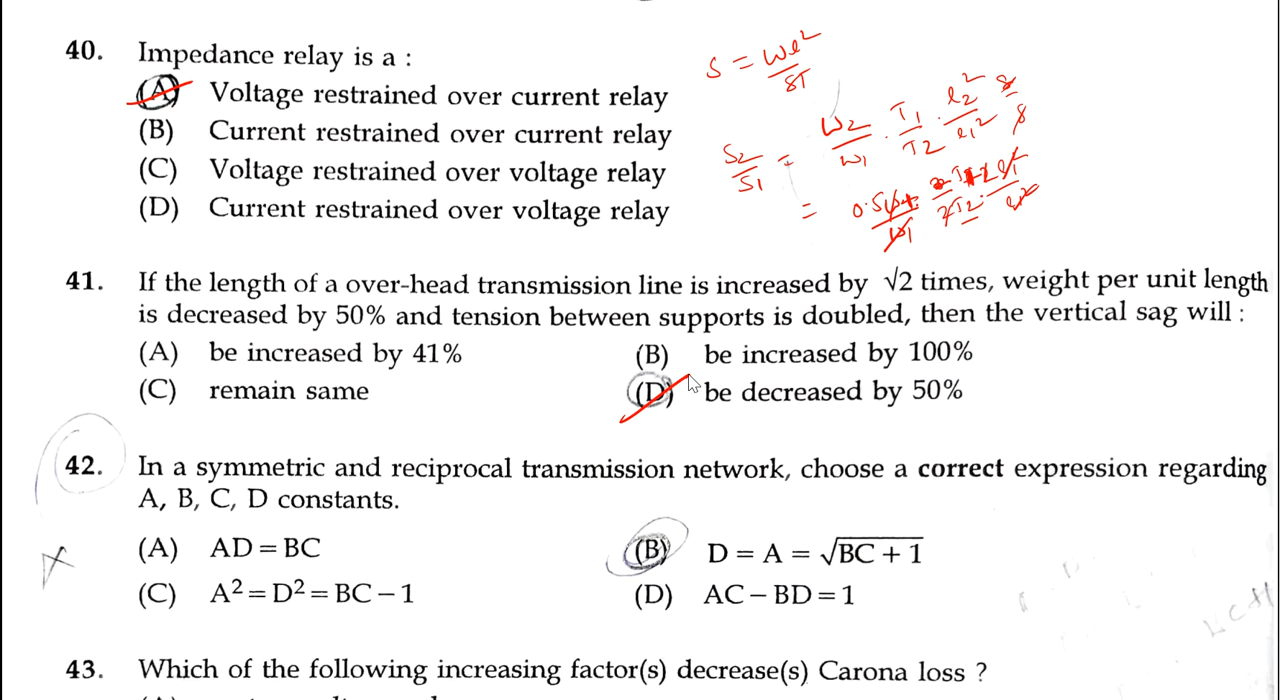 40. Impedance relay is a :
(A) Voltage restrained over current relay
(B) Current restrained over current relay
(C) Voltage restrained over voltage relay
(D) Current restrained over voltage relay
S = wl²/8T
S₂/S₁ = w₂/w₁ · T₁/T₂ · l₂²/l₁² 8/8
41. If the length of a over-head transmission line is increased by √2 times, weight per unit length
is decreased by 50% and tension between supports is doubled, then the vertical sag will :
(A) be increased by 41% (B) be increased by 100%
(C) remain same (D) be decreased by 50%
42. In a symmetric and reciprocal transmission network, choose a correct expression regarding
A, B, C, D constants.
(A) AD = BC (B) D = A = √(BC + 1)
(C) A² = D² = BC − 1 (D) AC − BD = 1
43. Which of the following increasing factor(s) decrease(s) Carona loss ?